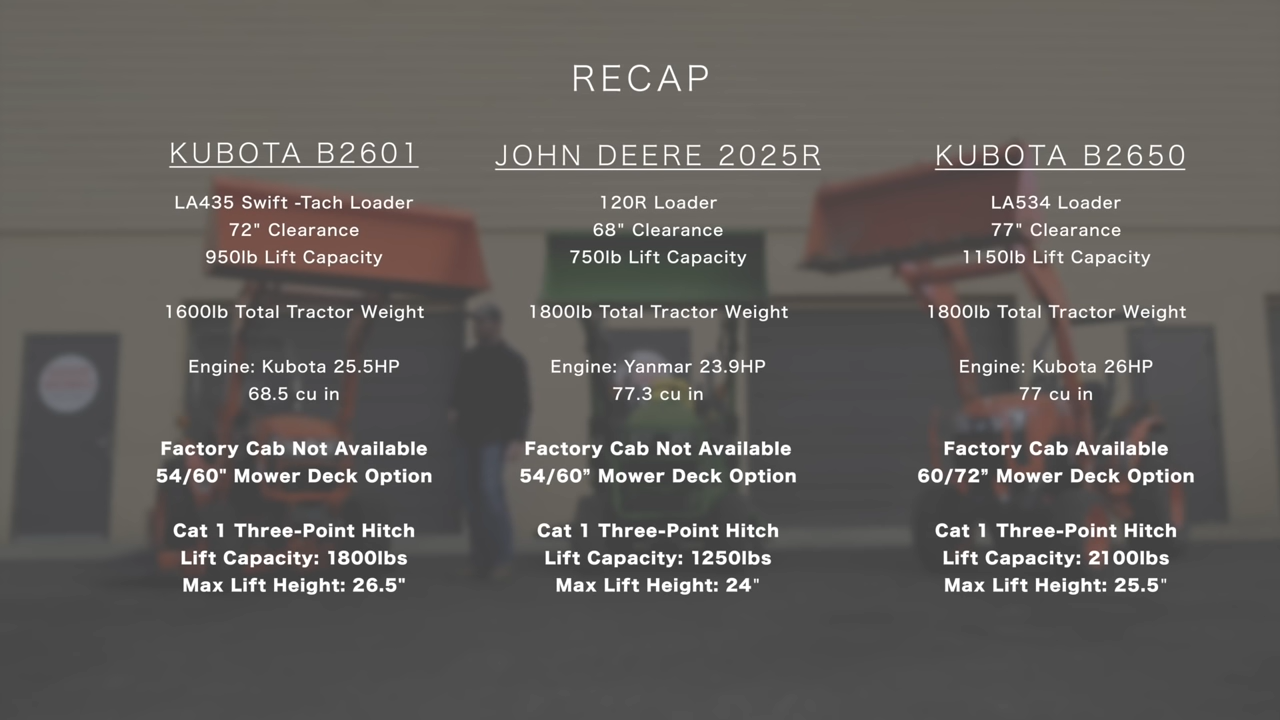 RECAP
KUBOTA B2601
LA435 Swift -Tach Loader
72" Clearance
950lb Lift Capacity
1600lb Total Tractor Weight
Engine: Kubota 25.5HP
68.5 cu in
Factory Cab Not Available
54/60" Mower Deck Option
Cat 1 Three-Point Hitch
Lift Capacity: 1800lbs
Max Lift Height: 26.5"
JOHN DEERE 2025R
120R Loader
68" Clearance
750lb Lift Capacity
1800lb Total Tractor Weight
Engine: Yanmar 23.9HP
77.3 cu in
Factory Cab Not Available
54/60” Mower Deck Option
Cat 1 Three-Point Hitch
Lift Capacity: 1250lbs
Max Lift Height: 24"
KUBOTA B2650
LA534 Loader
77" Clearance
1150lb Lift Capacity
1800lb Total Tractor Weight
Engine: Kubota 26HP
77 cu in
Factory Cab Available
60/72” Mower Deck Option
Cat 1 Three-Point Hitch
Lift Capacity: 2100lbs
Max Lift Height: 25.5"